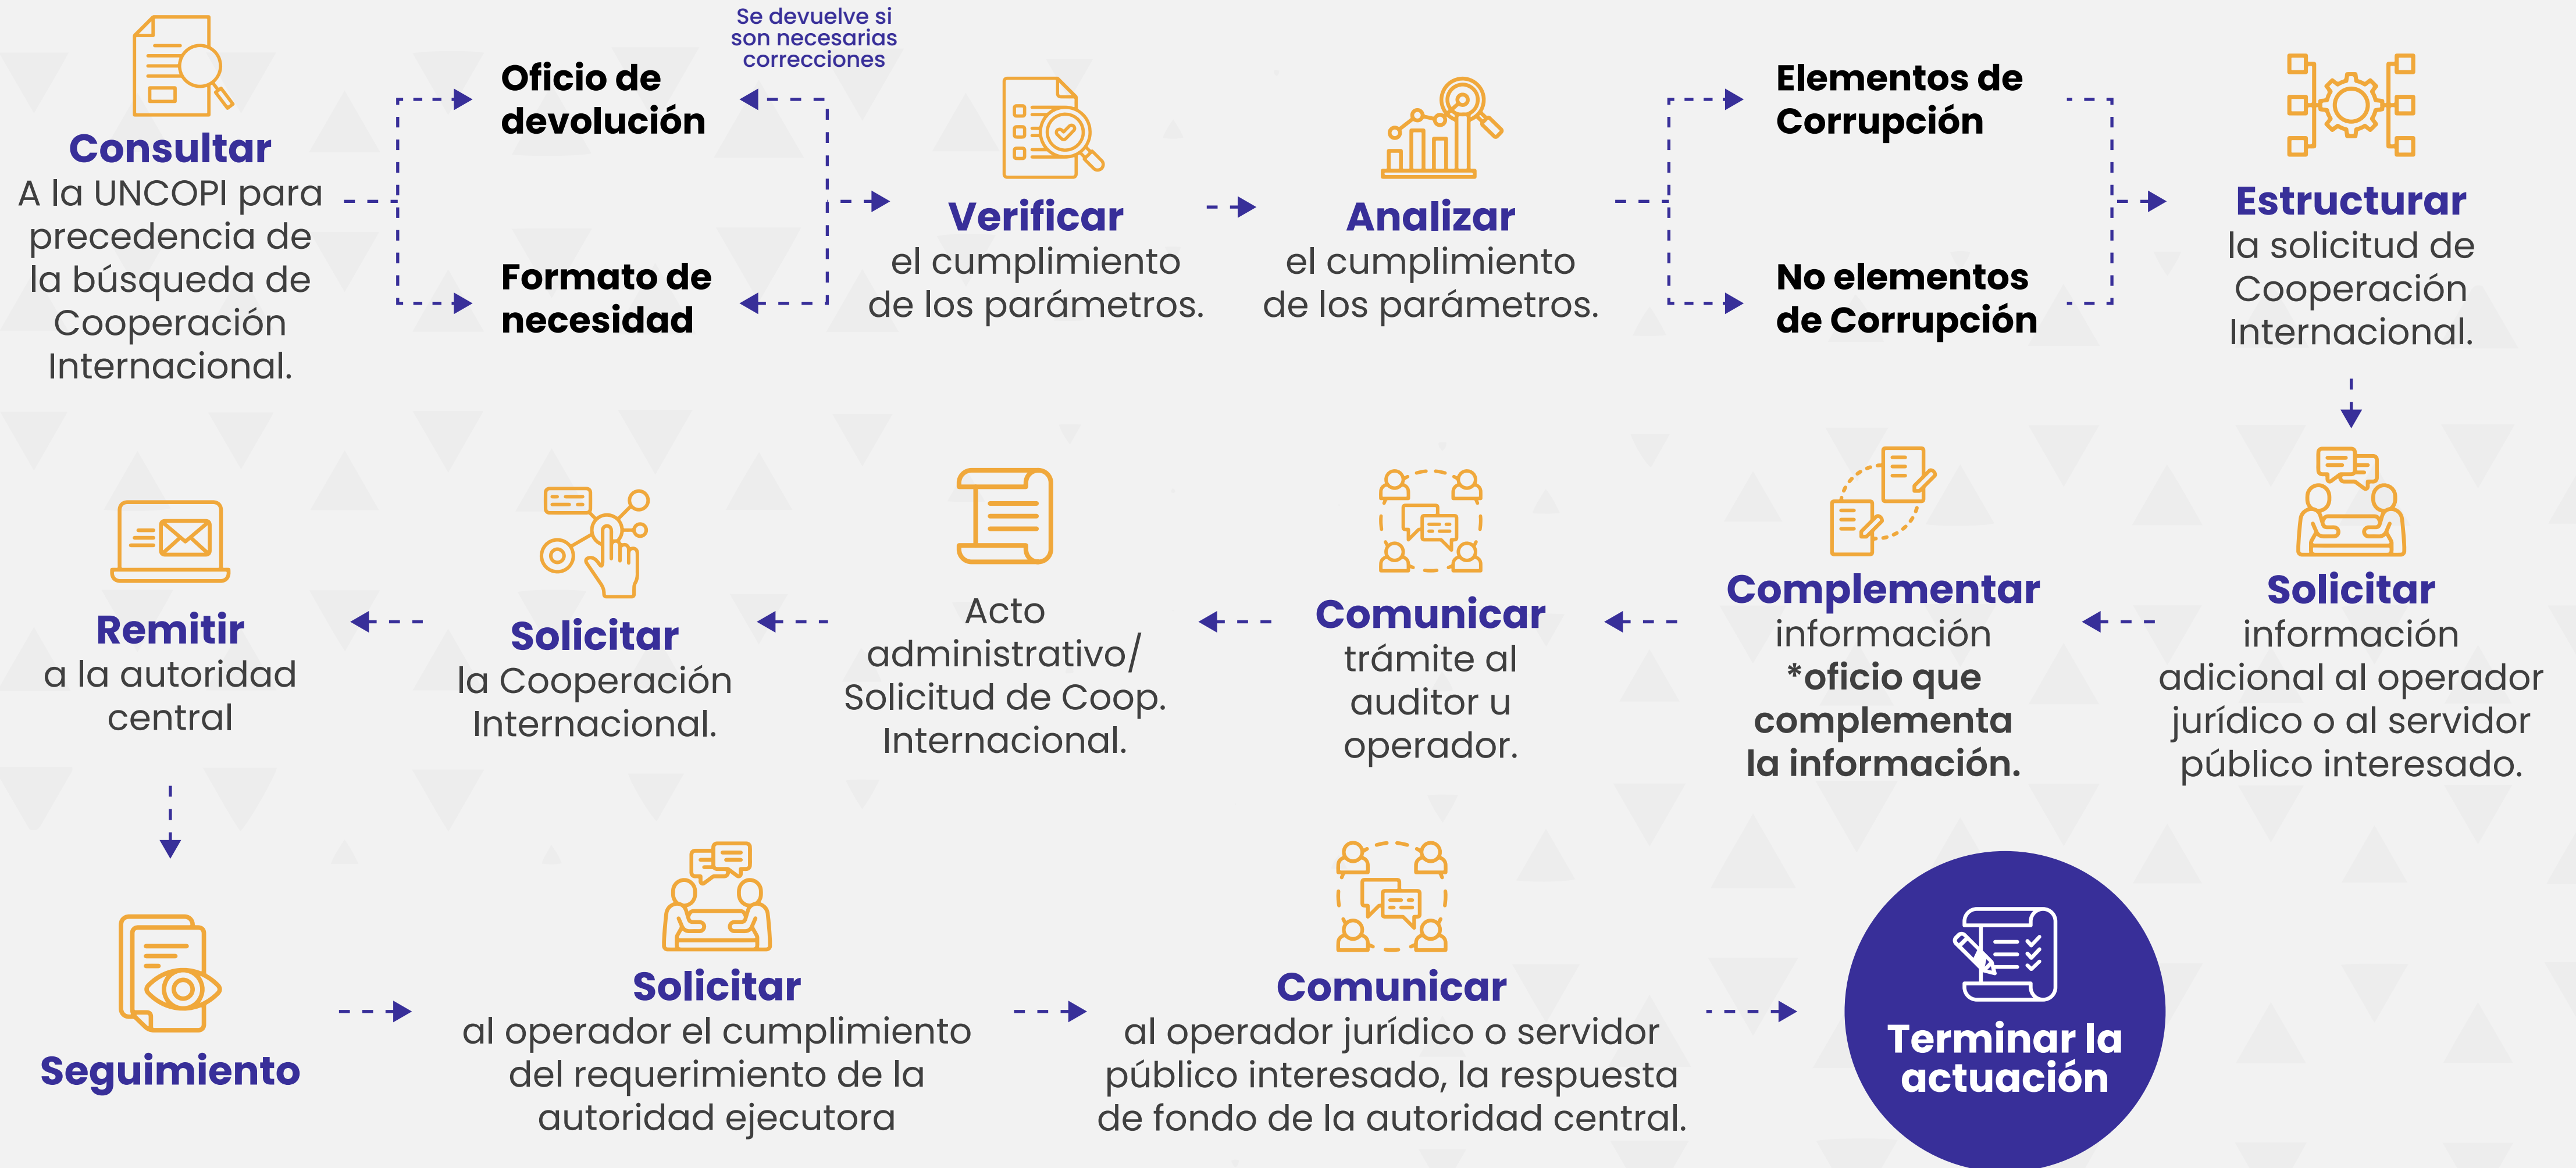 Consultar
A la UNCOPI para
precedencia de
la búsqueda de
Cooperación
Internacional.
Oficio de
devolución
Formato de
necesidad
Se devuelve si
son necesarias
correcciones
Verificar
el cumplimiento
de los parámetros.
Analizar
el cumplimiento
de los parámetros.
Elementos de
Corrupción
No elementos
de Corrupción
Estructurar
la solicitud de
Cooperación
Internacional.
Solicitar
información
adicional al operador
jurídico o al servidor
público interesado.
Complementar
información
*oficio que
complementa
la información.
Comunicar
trámite al
auditor u
operador.
Acto
administrativo/
Solicitud de Coop.
Internacional.
Solicitar
la Cooperación
Internacional.
Remitir
a la autoridad
central
Seguimiento
Solicitar
al operador el cumplimiento
del requerimiento de la
autoridad ejecutora
Comunicar
al operador jurídico o servidor
público interesado, la respuesta
de fondo de la autoridad central.
Terminar la
actuación